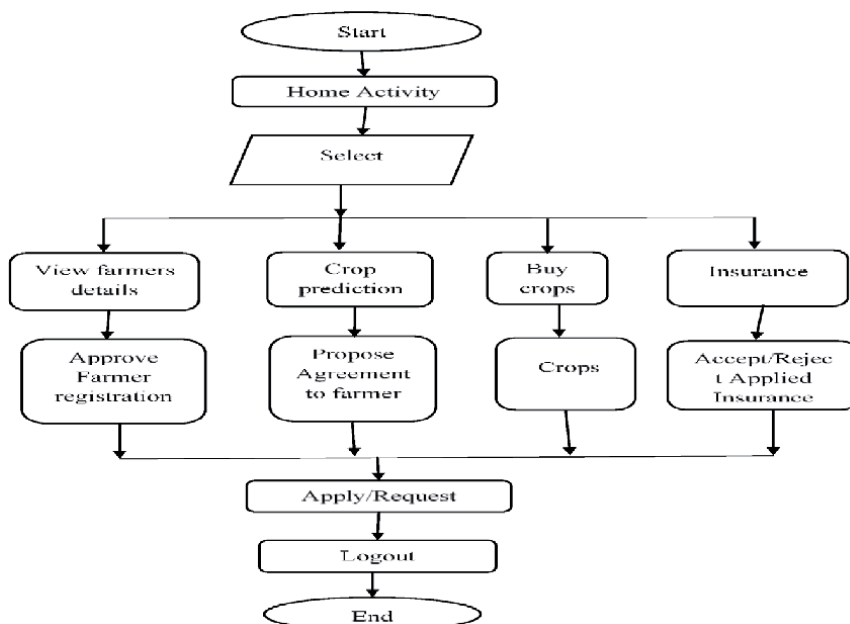 Start
Home Activity
Select
View farmers
details
Crop
prediction
Buy
crops
Insurance
Approve
Farmer
registration
Propose
Agreement
to farmer
Crops
Accept/Rejec
t Applied
Insurance
Apply/Request
Logout
End